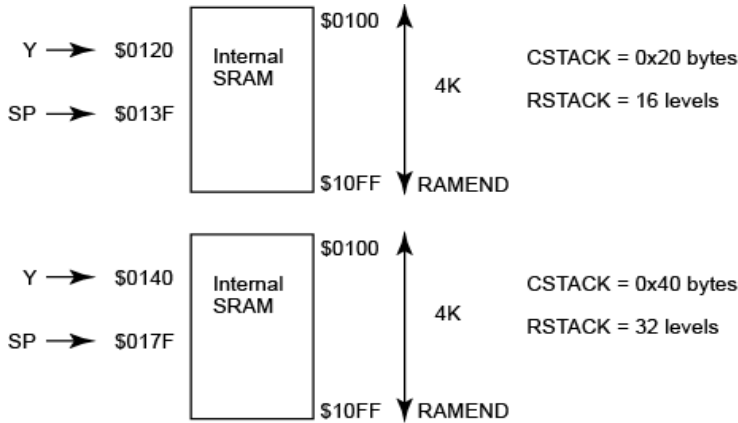 $0100
Y $0120
Internal
SRAM
CSTACK = 0x20 bytes
4K
RSTACK = 16 levels
SP $013F
$10FF RAMEND
$0100
Y $0140
Internal
SRAM
CSTACK = 0x40 bytes
4K
RSTACK = 32 levels
SP $017F
$10FF RAMEND